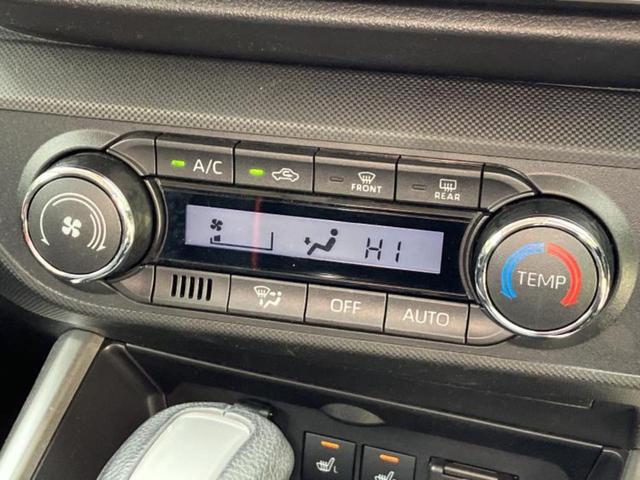 A/C
FRONT
REAR
HI
TEMP
OFF
AUTO
L